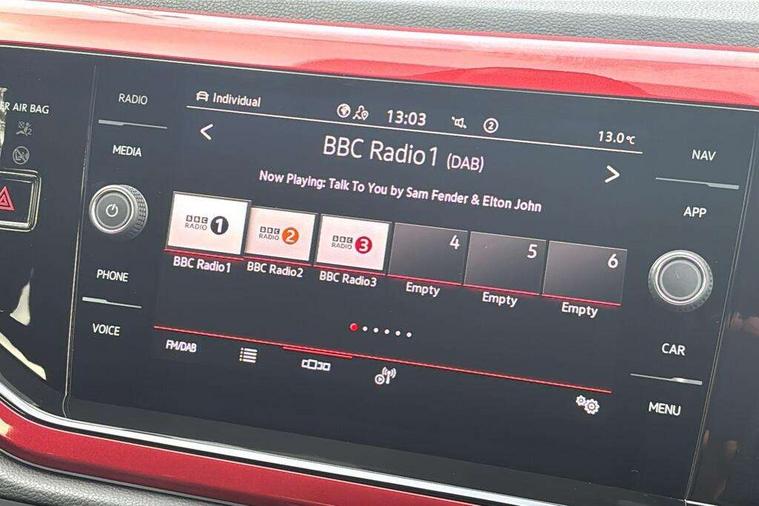 R AIR BAG
RADIO
MEDIA
PHONE
VOICE
Individual
13:03
2
13.0°C
BBC Radio1 (DAB)
Now Playing: Talk To You by Sam Fender & Elton John
BBC RADIO 1
BBC RADIO 2
BBC RADIO 3
4
5
6
BBC Radio1
BBC Radio2
BBC Radio3
Empty
Empty
Empty
FM/DAB
NAV
APP
CAR
MENU